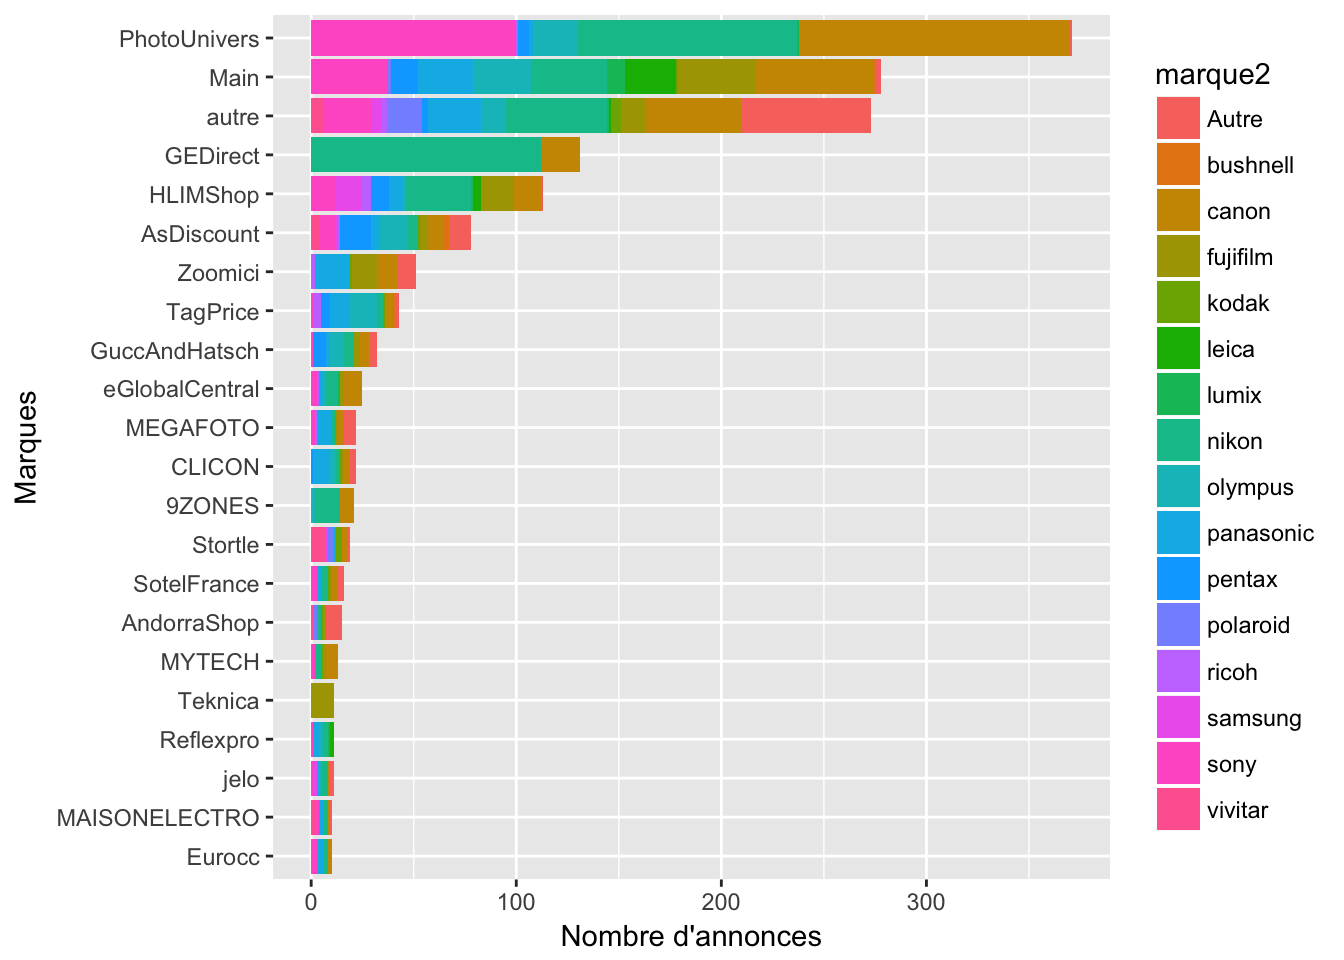 PhotoUnivers
Main
autre
GEDirect
HLIMShop
AsDiscount
Zoomici
TagPrice
GuccAndHatsch
eGlobalCentral
MEGAFOTO
CLICON
9ZONES
Stortle
SotelFrance
AndorraShop
MYTECH
Teknica
Reflexpro
jelo
MAISONELECTRO
Eurocc
Marques
0 100 200 300
Nombre d'annonces
marque2
Autre
bushnell
canon
fujifilm
kodak
leica
lumix
nikon
olympus
panasonic
pentax
polaroid
ricoh
samsung
sony
vivitar